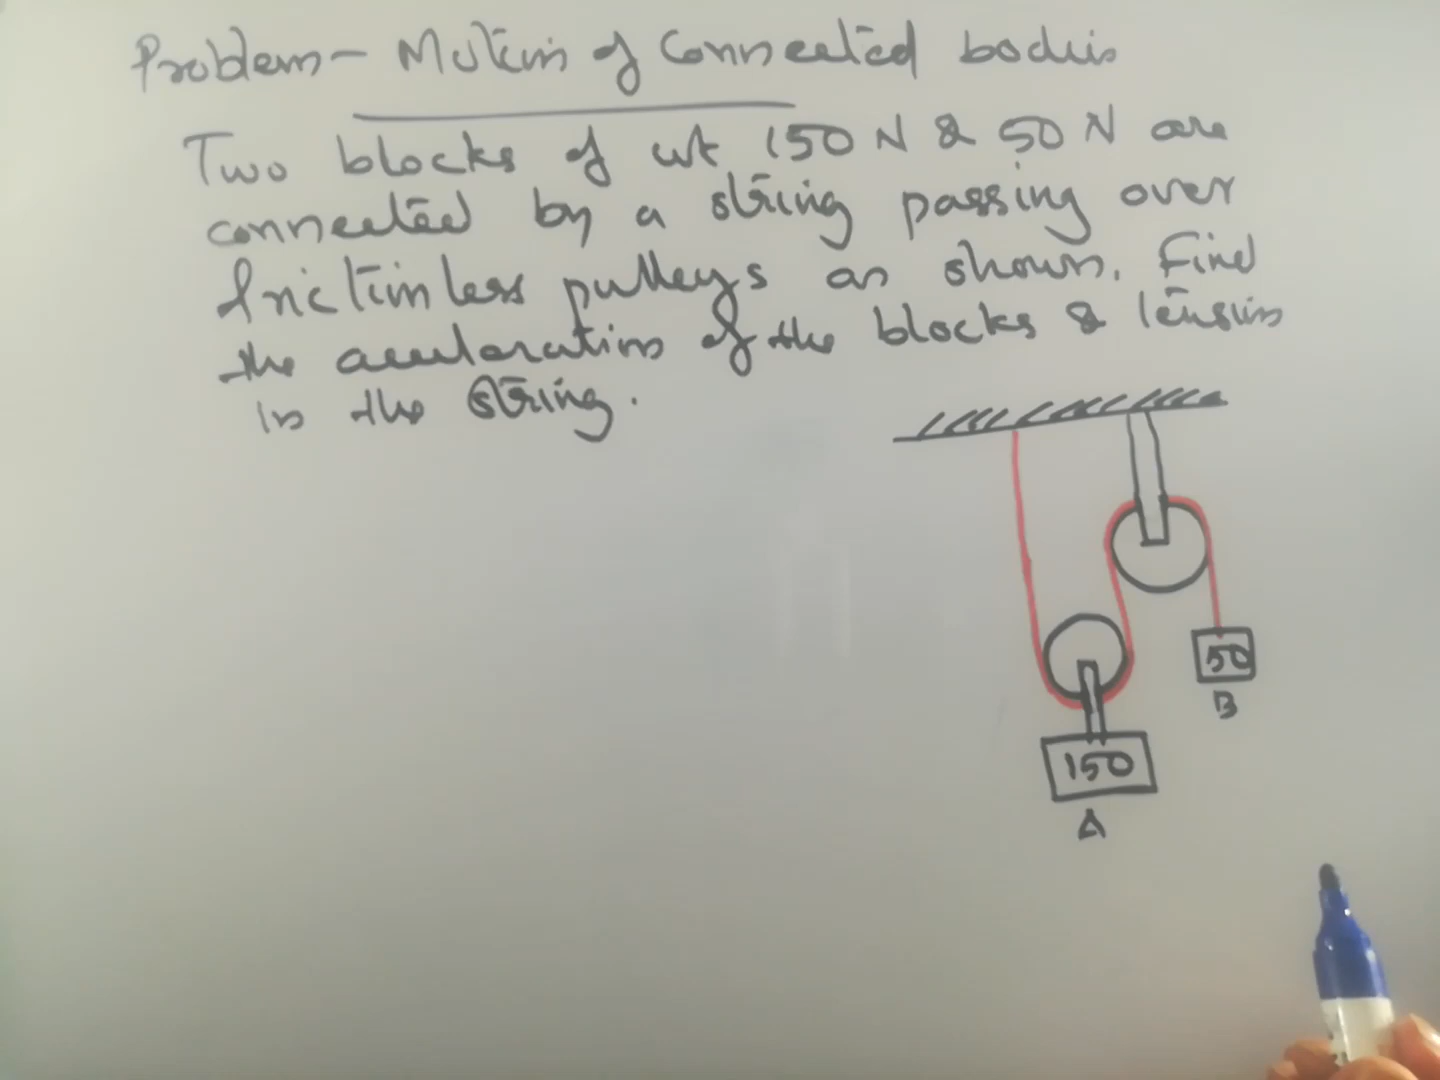 Problem - Motion of Connected bodies
Two blocks of wt 150 N & 50 N are
connected by a string passing over
frictionless pulleys as shown. Find
the acceleration of the blocks & tension
in the string.
50
B
150
A